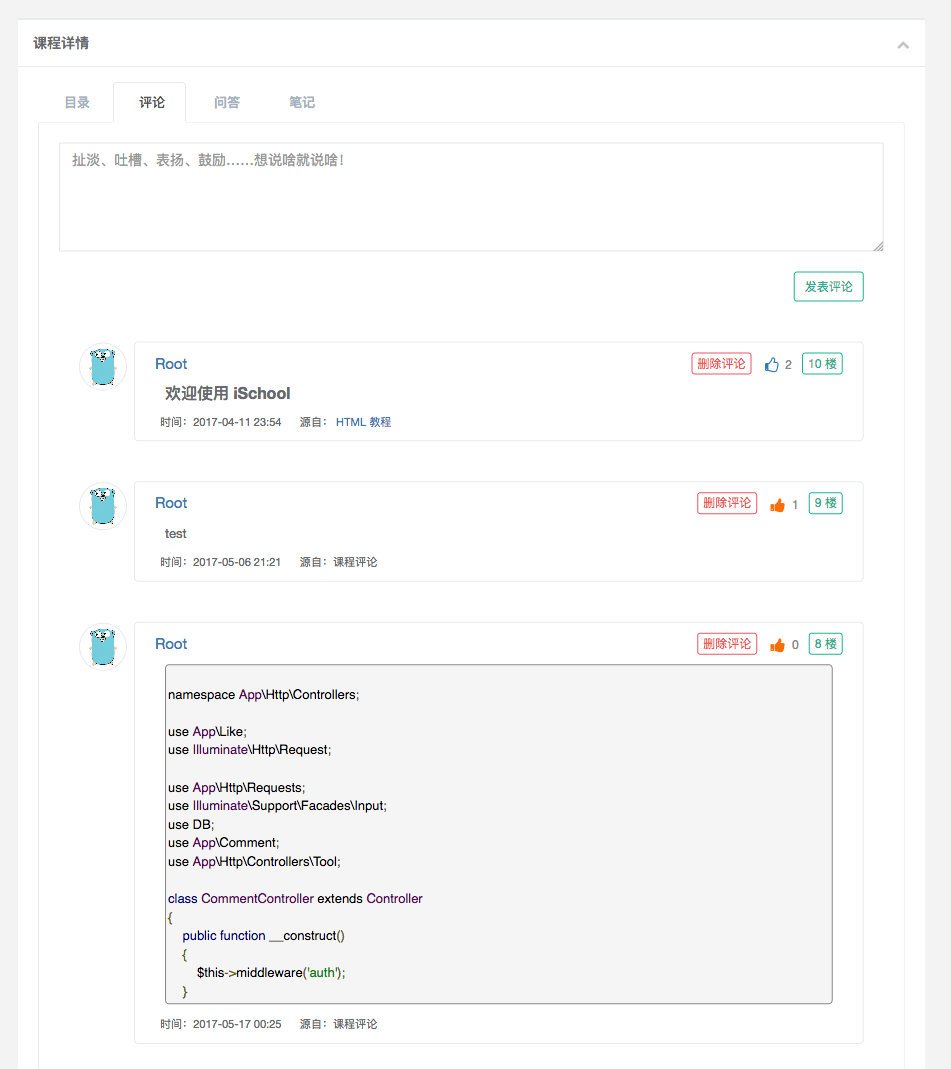 课程详情
目录 评论 问答 笔记
扯淡、吐槽、表扬、鼓励......想说啥就说啥!
发表评论
Root 删除评论 2 10 楼
欢迎使用 iSchool
时间：2017-04-11 23:54 源自： HTML 教程
Root 删除评论 1 9 楼
test
时间：2017-05-06 21:21 源自：课程评论
Root 删除评论 0 8 楼
namespace App\Http\Controllers;
use App\Like;
use Illuminate\Http\Request;
use App\Http\Requests;
use Illuminate\Support\Facades\Input;
use DB;
use App\Comment;
use App\Http\Controllers\Tool;
class CommentController extends Controller
{
public function __construct()
{
$this->middleware('auth');
}
时间：2017-05-17 00:25 源自：课程评论